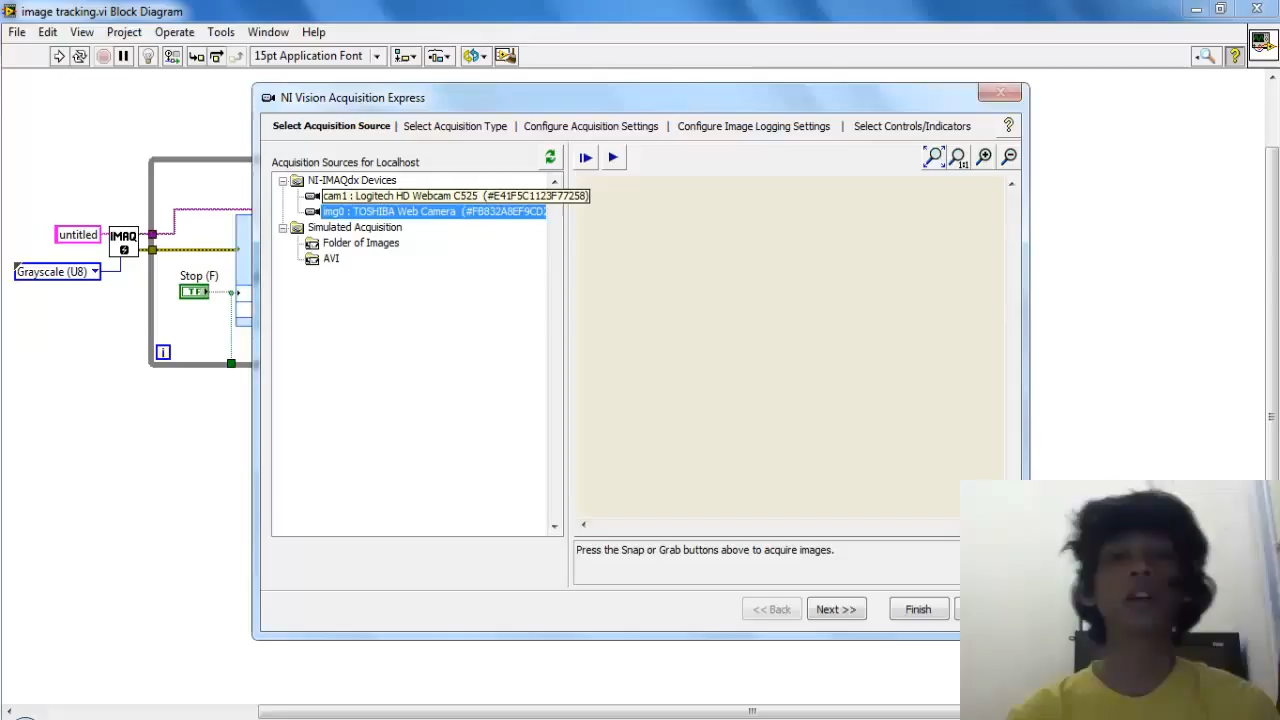 image tracking.vi Block Diagram
File Edit View Project Operate Tools Window Help
15pt Application Font
NI Vision Acquisition Express
Select Acquisition Source | Select Acquisition Type | Configure Acquisition Settings | Configure Image Logging Settings | Select Controls/Indicators
Acquisition Sources for Localhost
NI-IMAQdx Devices
cam1 : Logitech HD Webcam C525 (#E41F5C1123F77258)
img0 : TOSHIBA Web Camera (#FB832A8EF9CD2
Simulated Acquisition
Folder of Images
AVI
untitled
IMAQ
Grayscale (U8)
Stop (F)
TF
i
1:1
Press the Snap or Grab buttons above to acquire images.
<< Back
Next >>
Finish